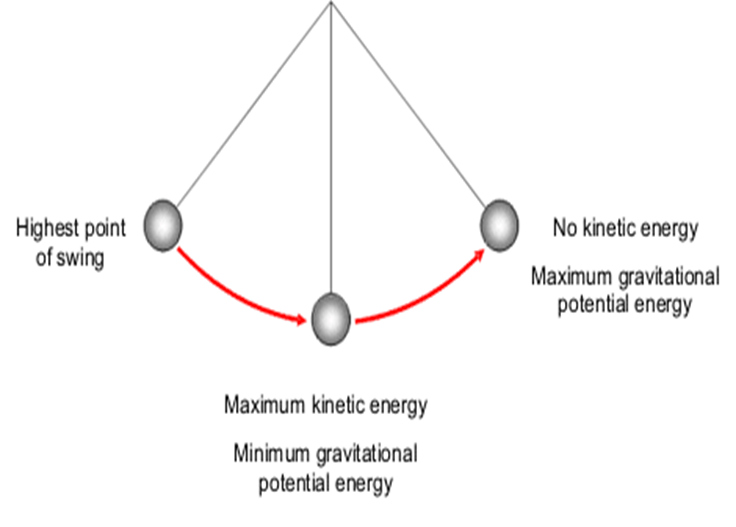 Highest point
of swing
No kinetic energy
Maximum gravitational
potential energy
Maximum kinetic energy
Minimum gravitational
potential energy